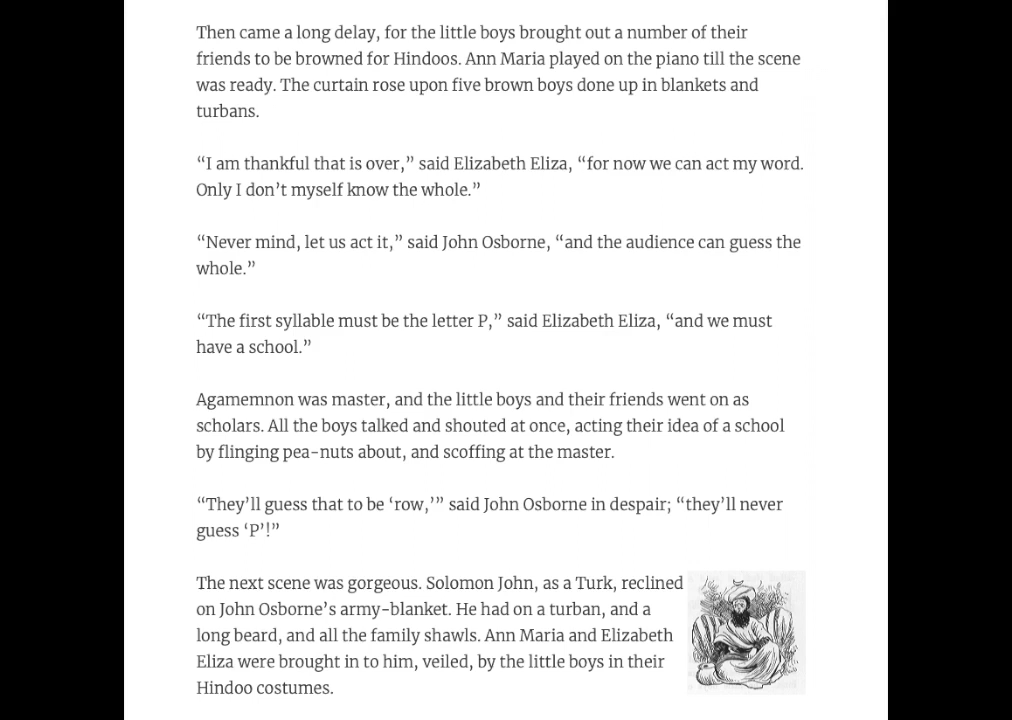 Then came a long delay, for the little boys brought out a number of their
friends to be browned for Hindoos. Ann Maria played on the piano till the scene
was ready. The curtain rose upon five brown boys done up in blankets and
turbans.
“I am thankful that is over,” said Elizabeth Eliza, “for now we can act my word.
Only I don’t myself know the whole.”
“Never mind, let us act it,” said John Osborne, “and the audience can guess the
whole.”
“The first syllable must be the letter P,” said Elizabeth Eliza, “and we must
have a school.”
Agamemnon was master, and the little boys and their friends went on as
scholars. All the boys talked and shouted at once, acting their idea of a school
by flinging pea-nuts about, and scoffing at the master.
“They’ll guess that to be ‘row,’” said John Osborne in despair; “they’ll never
guess ‘P’!”
The next scene was gorgeous. Solomon John, as a Turk, reclined
on John Osborne’s army-blanket. He had on a turban, and a
long beard, and all the family shawls. Ann Maria and Elizabeth
Eliza were brought in to him, veiled, by the little boys in their
Hindoo costumes.